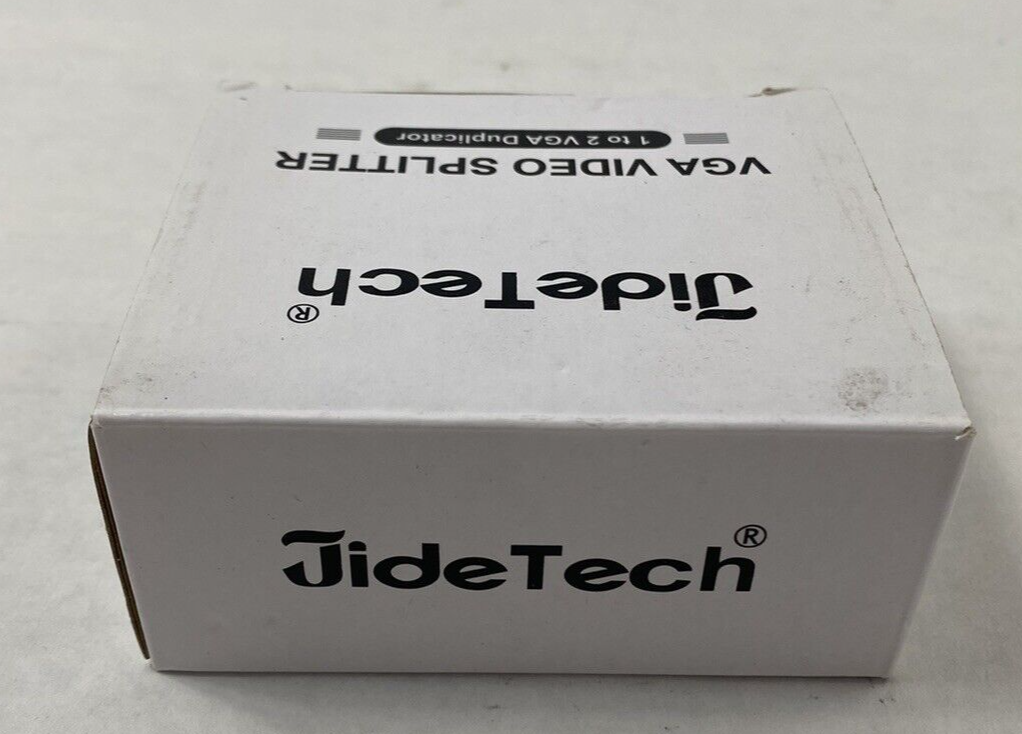 JideTech®
VGA VIDEO SPLITTER
1 to 2 VGA Duplicator
JideTech®